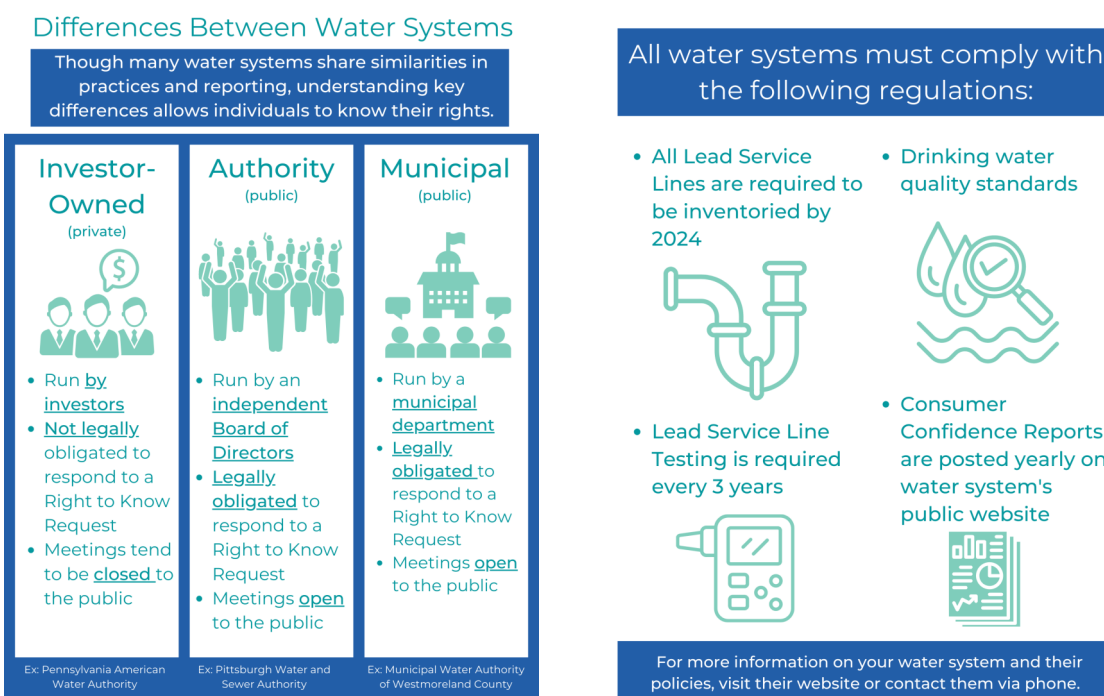 Differences Between Water Systems
Though many water systems share similarities in
practices and reporting, understanding key
differences allows individuals to know their rights.
Investor-
Owned
(private)
$
• Run by
investors
• Not legally
obligated to
respond to a
Right to Know
Request
• Meetings tend
to be closed to
the public
Ex: Pennsylvania American
Water Authority
Authority
(public)
• Run by an
independent
Board of
Directors
• Legally
obligated to
respond to a
Right to Know
Request
• Meetings open
to the public
Ex: Pittsburgh Water and
Sewer Authority
Municipal
(public)
• Run by a
municipal
department
• Legally
obligated to
respond to a
Right to Know
Request
• Meetings open
to the public
Ex: Municipal Water Authority
of Westmoreland County
All water systems must comply with
the following regulations:
• All Lead Service
Lines are required to
be inventoried by
2024
• Drinking water
quality standards
• Lead Service Line
Testing is required
every 3 years
• Consumer
Confidence Reports
are posted yearly on
water system's
public website
For more information on your water system and their
policies, visit their website or contact them via phone.